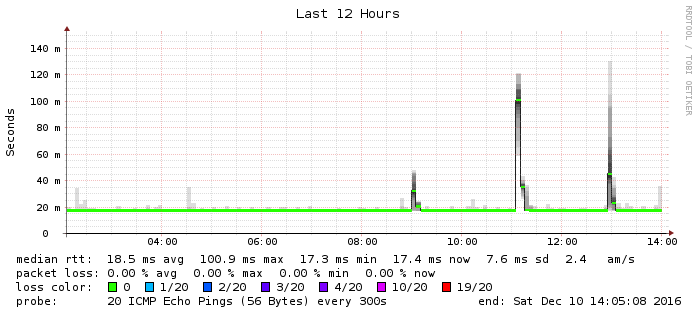 Last 12 Hours
RRDTOOL / TOBI OETIKER
Seconds
140 m
120 m
100 m
80 m
60 m
40 m
20 m
0
04:00 06:00 08:00 10:00 12:00 14:00
median rtt: 18.5 ms avg 100.9 ms max 17.3 ms min 17.4 ms now 7.6 ms sd 2.4 am/s
packet loss: 0.00 % avg 0.00 % max 0.00 % min 0.00 % now
loss color: 0 1/20 2/20 3/20 4/20 10/20 19/20
probe: 20 ICMP Echo Pings (56 Bytes) every 300s end: Sat Dec 10 14:05:08 2016